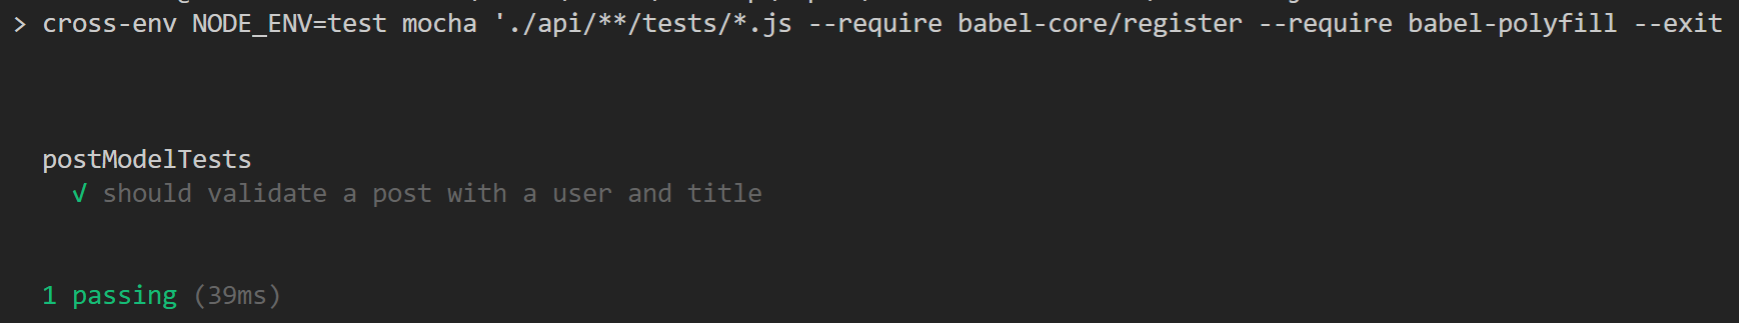 > cross-env NODE_ENV=test mocha './api/**/tests/*.js --require babel-core/register --require babel-polyfill --exit
postModelTests
√ should validate a post with a user and title
1 passing (39ms)